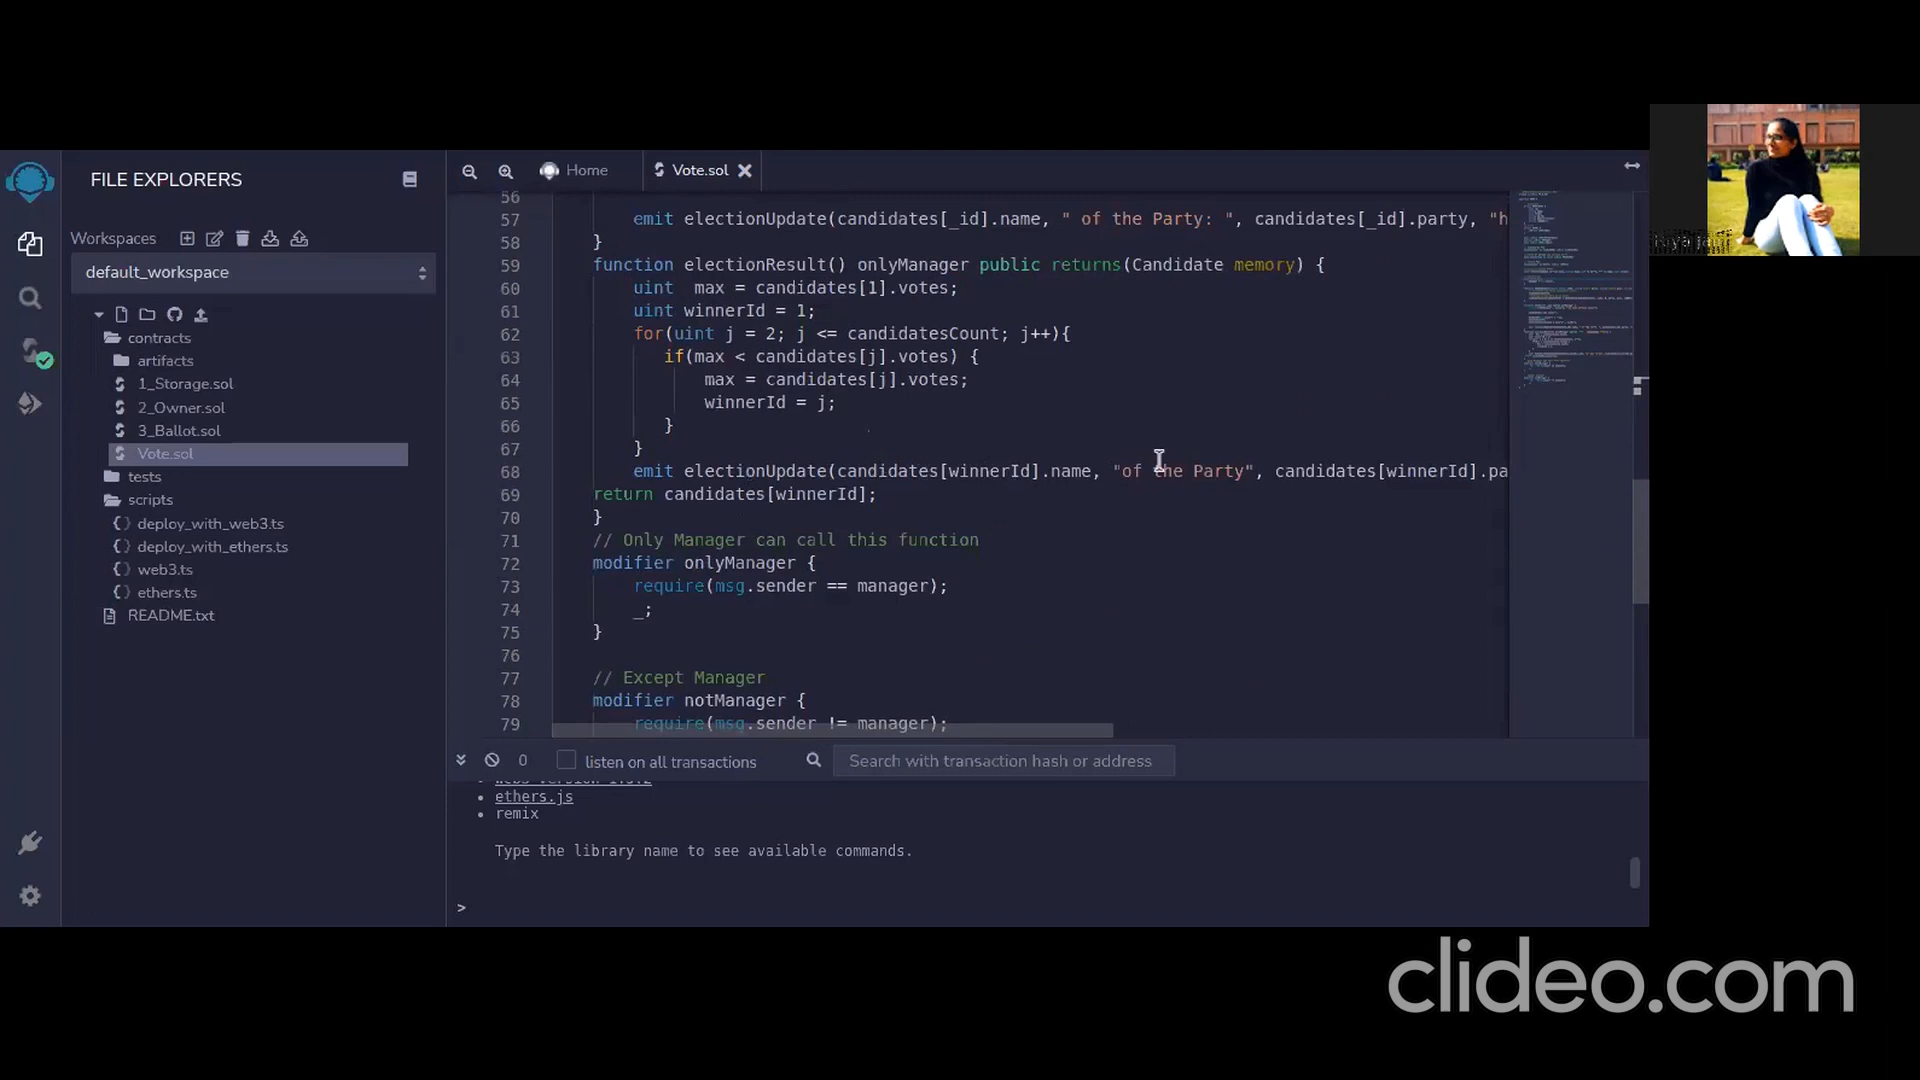 FILE EXPLORERS
Home
Vote.sol
Workspaces
default_workspace
contracts
artifacts
1_Storage.sol
2_Owner.sol
3_Ballot.sol
Vote.sol
tests
scripts
deploy_with_web3.ts
deploy_with_ethers.ts
web3.ts
ethers.ts
README.txt
56
57 emit electionUpdate(candidates[_id].name, " of the Party: ", candidates[_id].party, "h
58 }
59 function electionResult() onlyManager public returns(Candidate memory) {
60 uint  max = candidates[1].votes;
61 uint winnerId = 1;
62 for(uint j = 2; j <= candidatesCount; j++){
63 if(max < candidates[j].votes) {
64 max = candidates[j].votes;
65 winnerId = j;
66 }
67 }
68 emit electionUpdate(candidates[winnerId].name, "of the Party", candidates[winnerId].pa
69 return candidates[winnerId];
70 }
71 // Only Manager can call this function
72 modifier onlyManager {
73 require(msg.sender == manager);
74 _;
75 }
76
77 // Except Manager
78 modifier notManager {
79 require(msg.sender != manager);
0
listen on all transactions
Search with transaction hash or address
ethers.js
remix
Type the library name to see available commands.
>
clideo.com